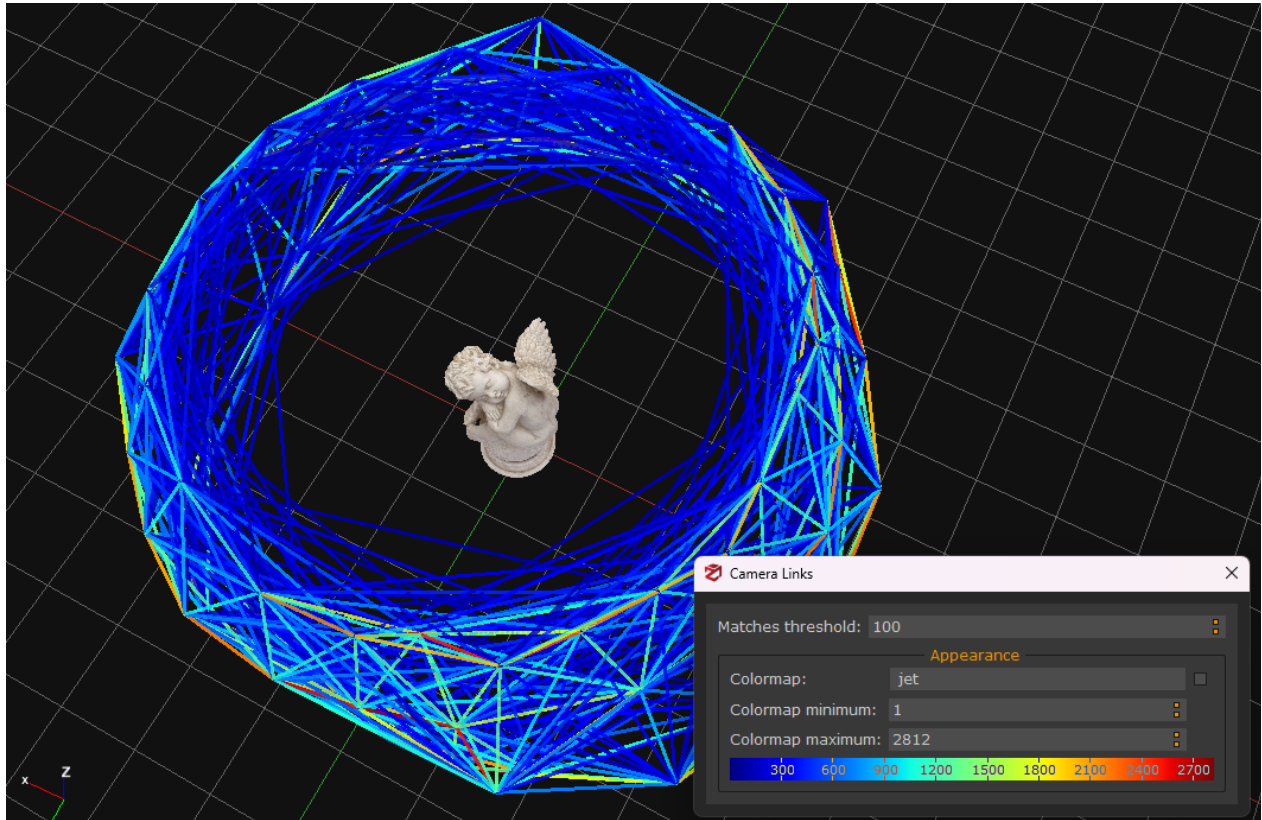 Camera Links
Matches threshold: 100
Appearance
Colormap: jet
Colormap minimum: 1
Colormap maximum: 2812
300 600 900 1200 1500 1800 2100 2400 2700
Z
x